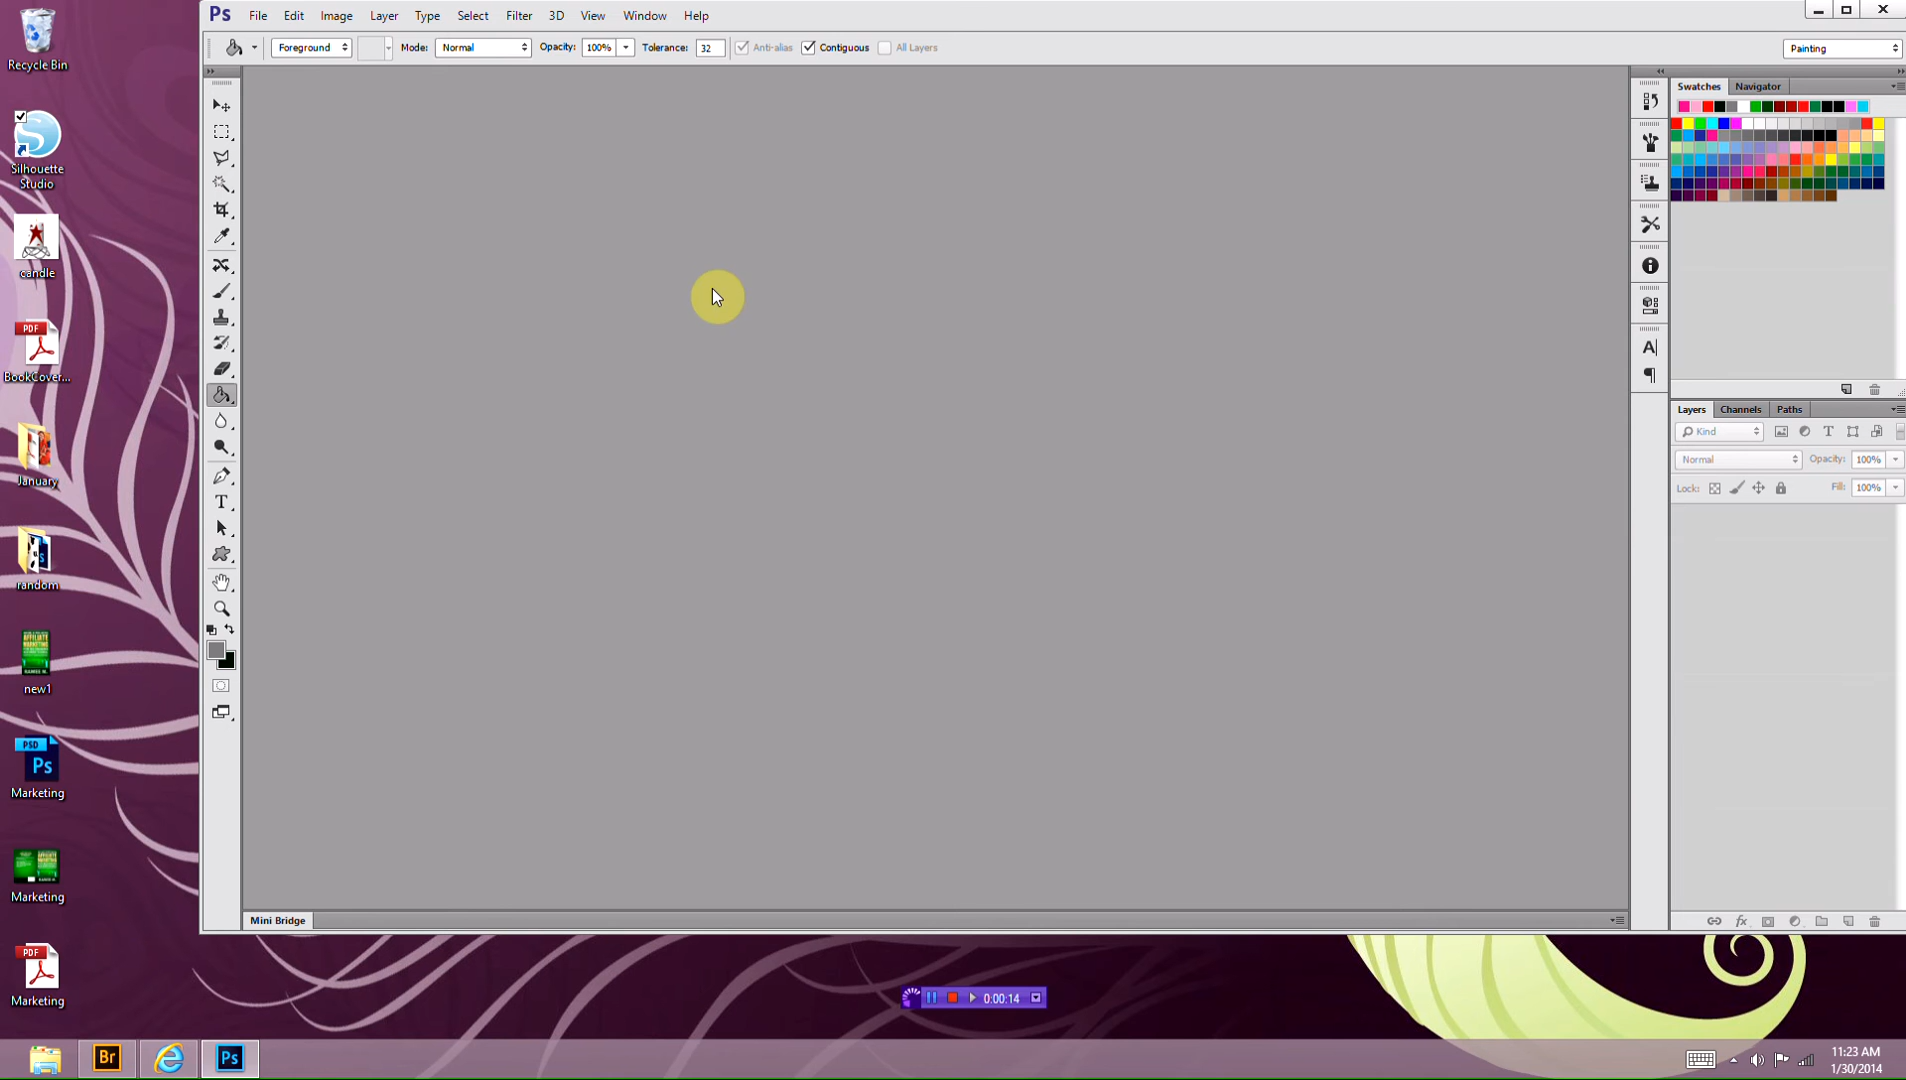 Ps File Edit Image Layer Type Select Filter 3D View Window Help
Foreground Mode: Normal Opacity: 100% Tolerance: 32 Anti-alias Contiguous All Layers Painting
Recycle Bin
Silhouette
Studio
candle
PDF
BookCover...
January
random
new1
PSD
Ps
Marketing
Marketing
PDF
Marketing
Swatches Navigator
Layers Channels Paths
Kind
Normal Opacity: 100%
Lock: Fill: 100%
fx
Mini Bridge
0:00:14
Br Ps
11:23 AM
1/30/2014